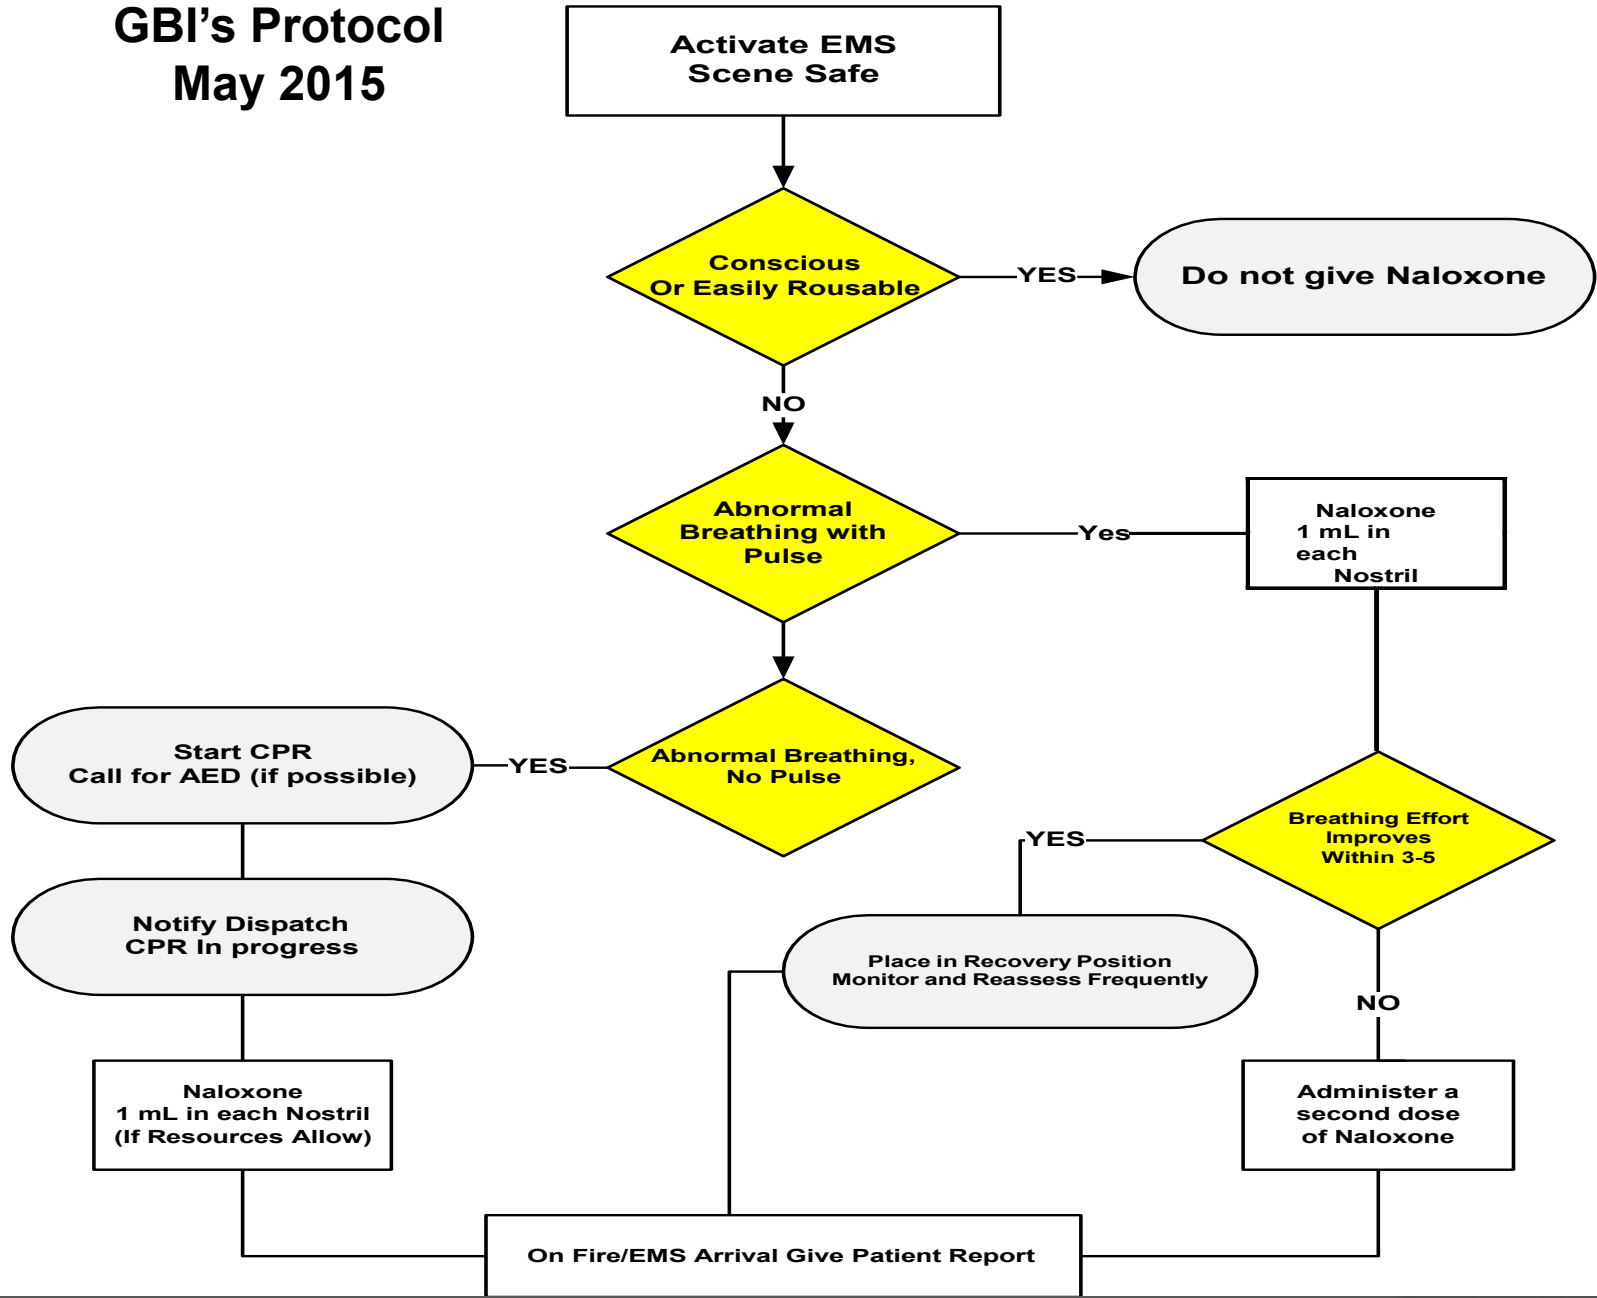 GBI's Protocol
May 2015
Activate EMS
Scene Safe
Conscious
Or Easily Rousable
YES
Do not give Naloxone
NO
Abnormal
Breathing with
Pulse
Yes
Naloxone
1 mL in
each
Nostril
Abnormal Breathing,
No Pulse
YES
Start CPR
Call for AED (if possible)
Breathing Effort
Improves
Within 3-5
YES
Notify Dispatch
CPR In progress
Place in Recovery Position
Monitor and Reassess Frequently
NO
Naloxone
1 mL in each Nostril
(If Resources Allow)
Administer a
second dose
of Naloxone
On Fire/EMS Arrival Give Patient Report